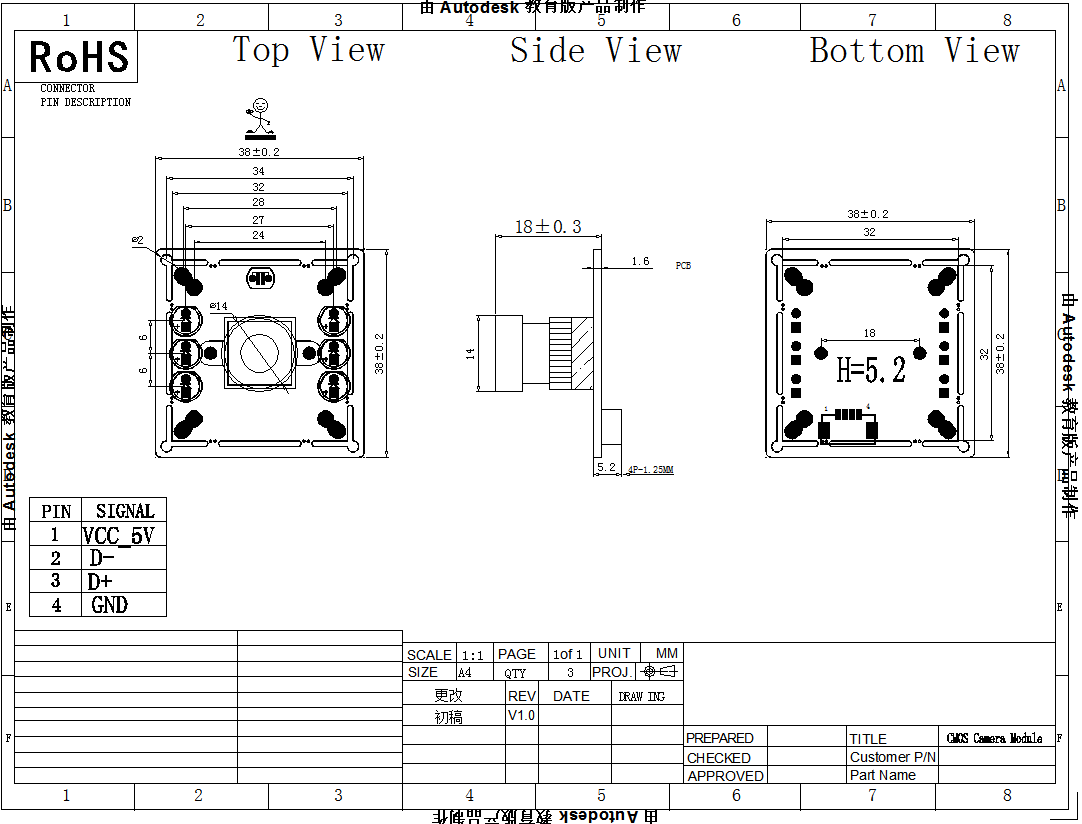 由 Autodesk 教育版产品制作
1 2 3 4 5 6 7 8
RoHS
CONNECTOR
PIN DESCRIPTION
Top View
Side View
Bottom View
A
A
B
B
C
E
E
F
F
由 Autodesk 教育版产品制作
由 Autodesk 教育版产品制作
38±0.2
34
32
28
27
24
⌀2
⌀14
6
6
38±0.2
18±0.3
1.6
PCB
14
5.2
4P-1.25MM
38±0.2
32
18
H=5.2
1 4
32
38±0.2
PIN SIGNAL
1 VCC_5V
2 D-
3 D+
4 GND
SCALE 1:1 PAGE 1of 1 UNIT MM
SIZE A4 QTY 3 PROJ.
更改 REV DATE DRAWING
初稿 V1.0
PREPARED TITLE CMOS Camera Module
CHECKED Customer P/N
APPROVED Part Name
1 2 3 4 5 6 7 8
由 Autodesk 教育版产品制作